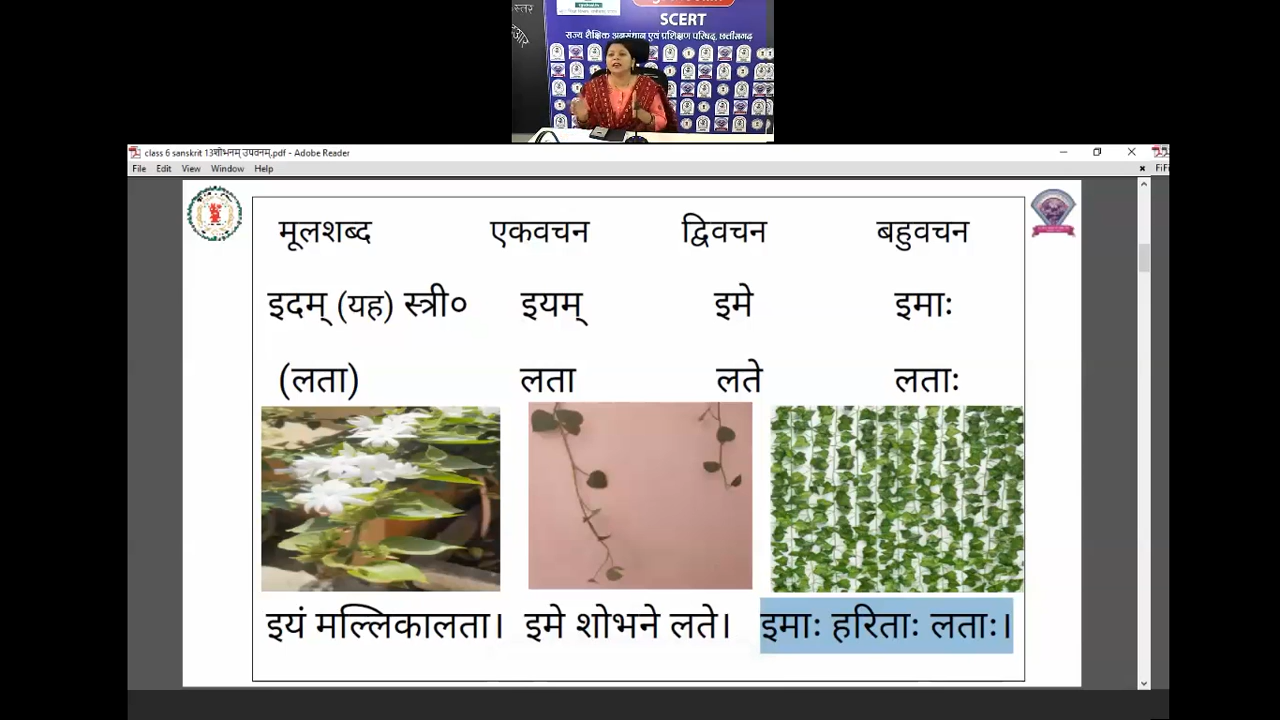 स्तर
SCERT
राज्य शैक्षिक अनुसंधान एवं प्रशिक्षण परिषद्, छत्तीसगढ़
class 6 sanskrit 13शोभनम् उपवनम्.pdf - Adobe Reader
File Edit View Window Help
मूलशब्द एकवचन द्विवचन बहुवचन
इदम् (यह) स्त्री० इयम् इमे इमाः
(लता) लता लते लताः
इयं मल्लिकालता। इमे शोभने लते। इमाः हरिताः लताः।